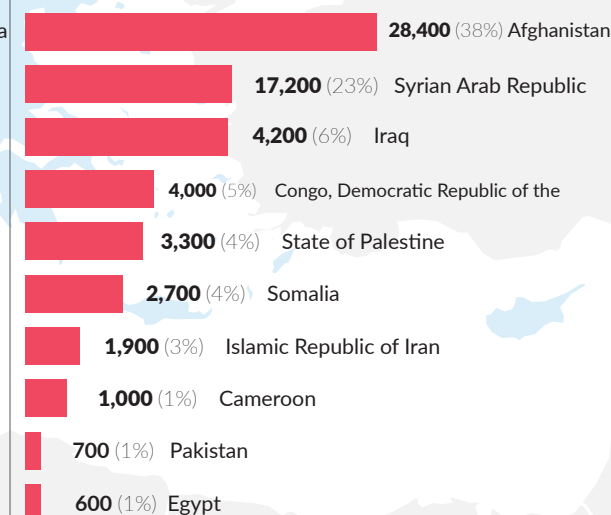 a
28,400 (38%) Afghanistan
17,200 (23%) Syrian Arab Republic
4,200 (6%) Iraq
4,000 (5%) Congo, Democratic Republic of the
3,300 (4%) State of Palestine
2,700 (4%) Somalia
1,900 (3%) Islamic Republic of Iran
1,000 (1%) Cameroon
700 (1%) Pakistan
600 (1%) Egypt